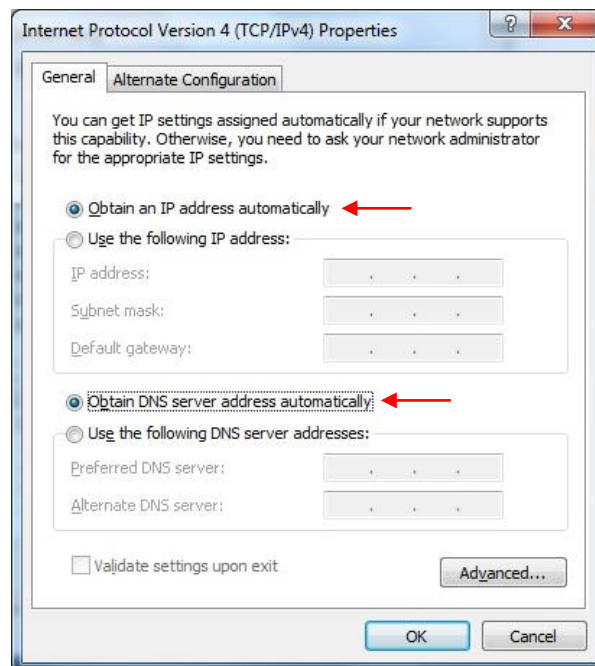 Internet Protocol Version 4 (TCP/IPv4) Properties
General
Alternate Configuration
You can get IP settings assigned automatically if your network supports
this capability. Otherwise, you need to ask your network administrator
for the appropriate IP settings.
Obtain an IP address automatically
Use the following IP address:
IP address:
Subnet mask:
Default gateway:
Obtain DNS server address automatically
Use the following DNS server addresses:
Preferred DNS server:
Alternate DNS server:
Validate settings upon exit
Advanced...
OK
Cancel